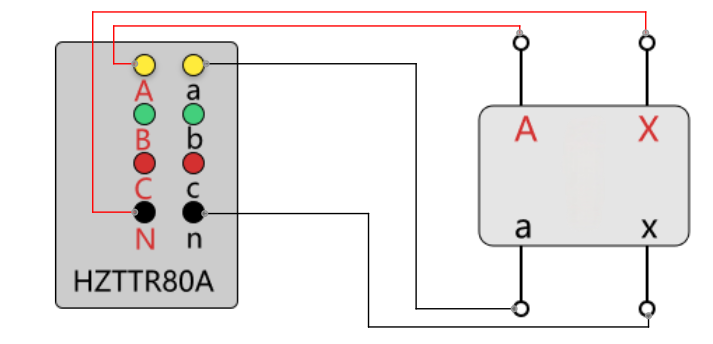 A a
B b
C c
N n
HZTTR80A
A X
a x